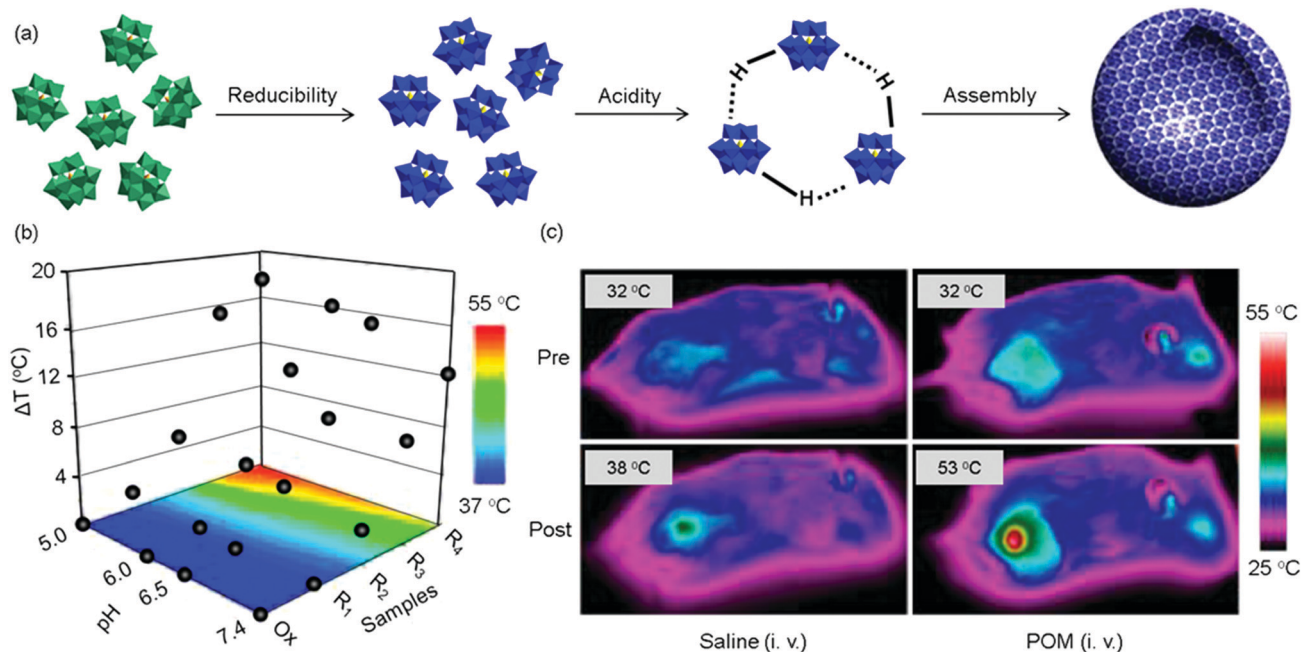 (a)
Reducibility
Acidity
Assembly
H
H
H
(b)
20
16
12
8
4
ΔT (°C)
5.0
6.0
6.5
7.4
pH
Ox
R₁
R₂
R₃
R₄
Samples
55 °C
37 °C
(c)
32 °C
32 °C
Pre
38 °C
53 °C
Post
55 °C
25 °C
Saline (i. v.)
POM (i. v.)